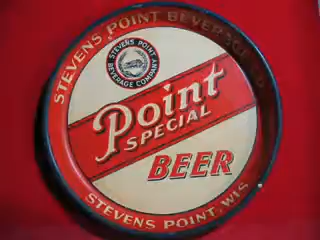 STEVENS POINT BEVERAGE CO
STEVENS POINT
BEVERAGE COMPANY
Point
SPECIAL
BEER
STEVENS POINT, WIS